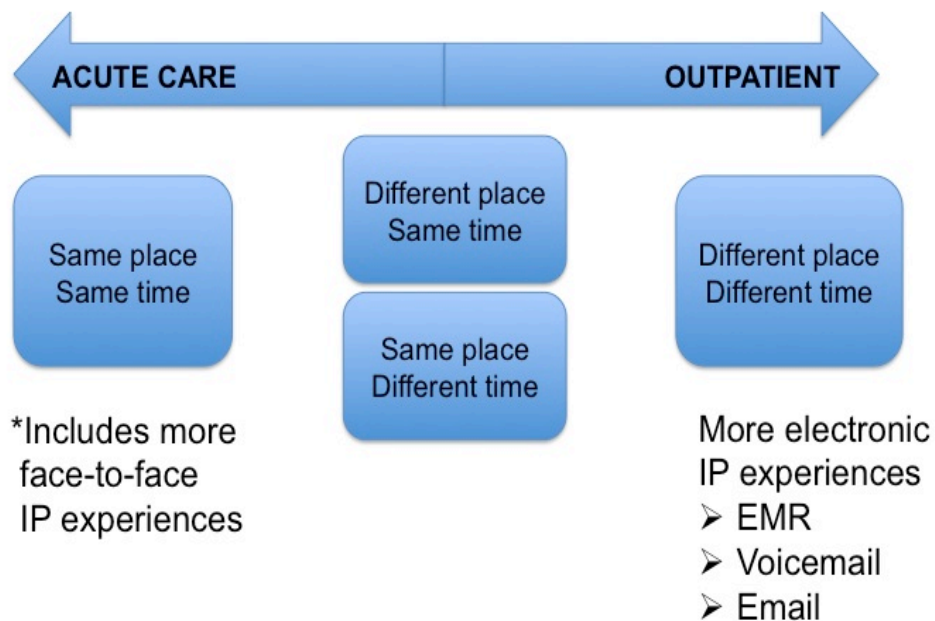 ACUTE CARE
OUTPATIENT
Different place
Same time
Same place
Same time
Different place
Different time
Same place
Different time
*Includes more
face-to-face
IP experiences
More electronic
IP experiences
➢ EMR
➢ Voicemail
➢ Email